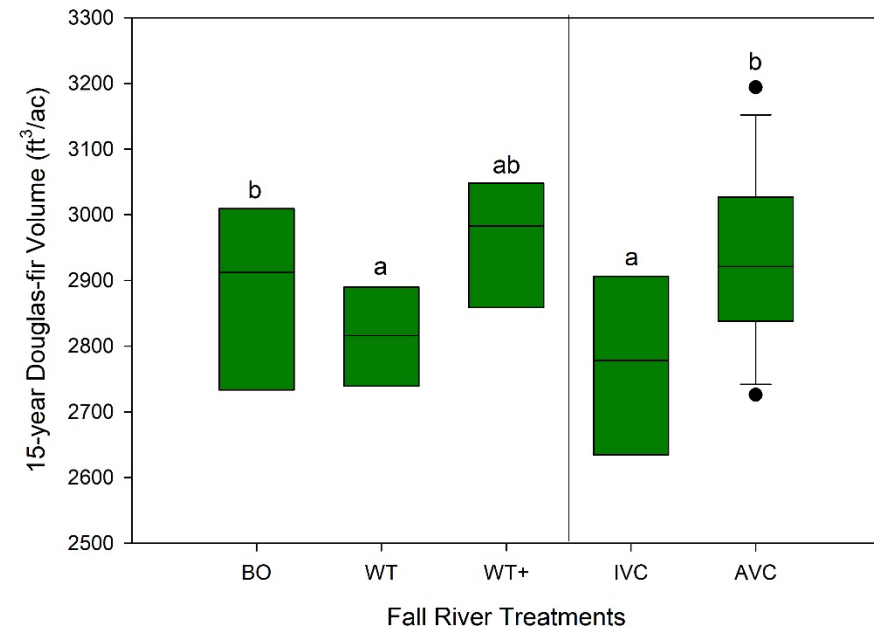 15-year Douglas-fir Volume (ft³/ac)
3300
3200
3100
3000
2900
2800
2700
2600
2500
b
a
ab
a
b
BO WT WT+ IVC AVC
Fall River Treatments